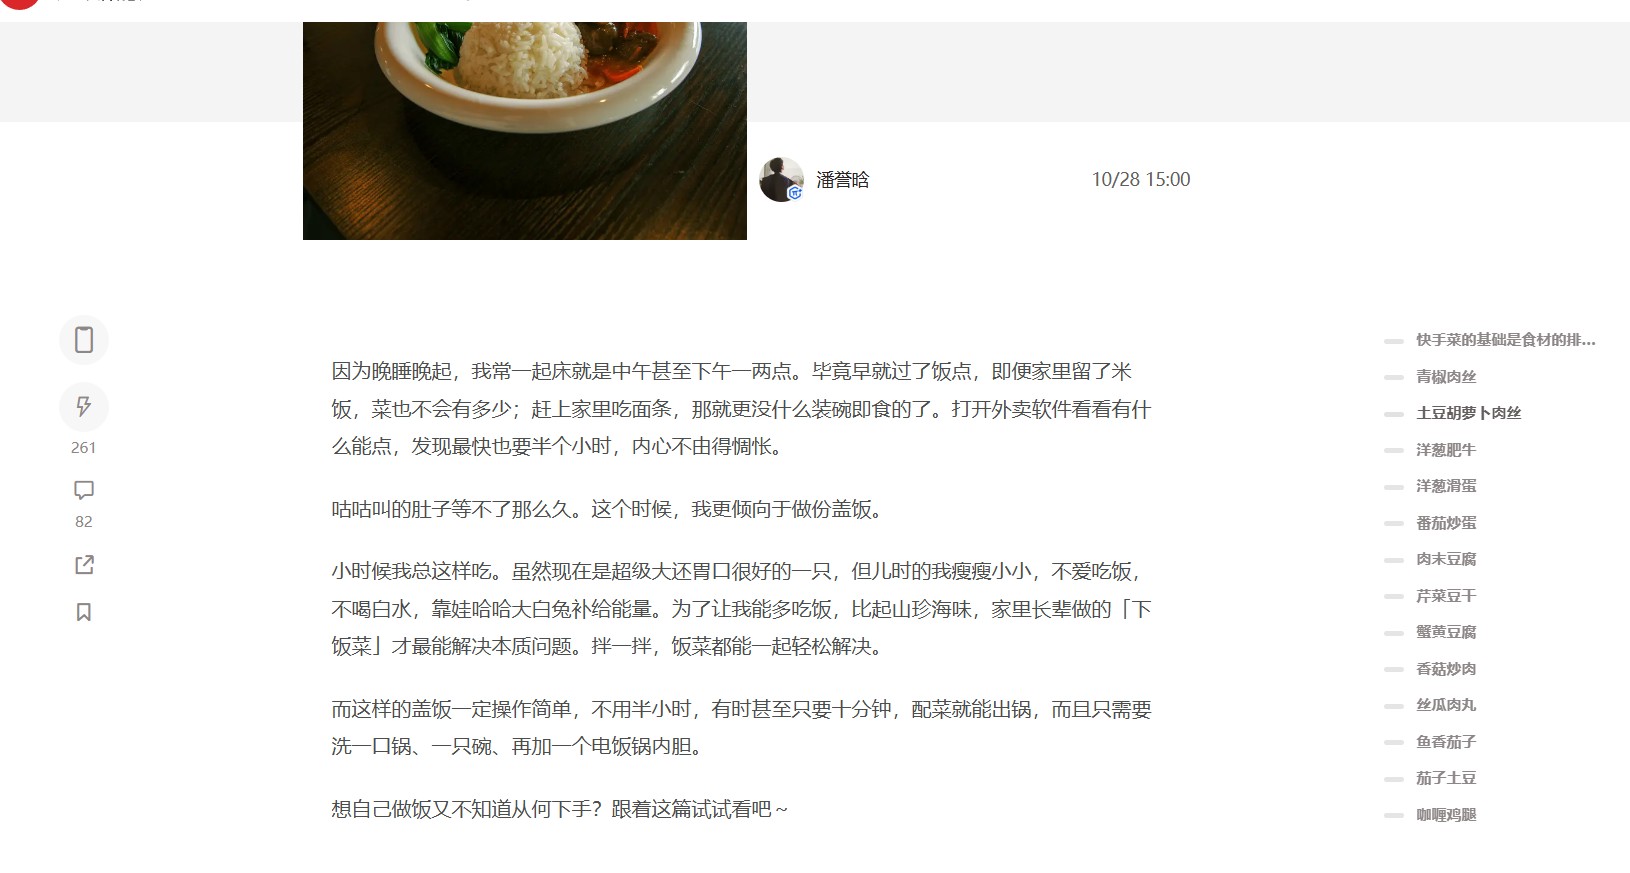 潘誉晗
10/28 15:00
261
82
因为晚睡晚起，我常一起床就是中午甚至下午一两点。毕竟早就过了饭点，即便家里留了米
饭，菜也不会有多少；赶上家里吃面条，那就更没什么装碗即食的了。打开外卖软件看看有什
么能点，发现最快也要半个小时，内心不由得惆怅。
咕咕叫的肚子等不了那么久。这个时候，我更倾向于做份盖饭。
小时候我总这样吃。虽然现在是超级大还胃口很好的一只，但儿时的我瘦瘦小小，不爱吃饭，
不喝白水，靠娃哈哈大白兔补给能量。为了让我能多吃饭，比起山珍海味，家里长辈做的「下
饭菜」才最能解决本质问题。拌一拌，饭菜都能一起轻松解决。
而这样的盖饭一定操作简单，不用半小时，有时甚至只要十分钟，配菜就能出锅，而且只需要
洗一口锅、一只碗、再加一个电饭锅内胆。
想自己做饭又不知道从何下手？跟着这篇试试看吧～
快手菜的基础是食材的排...
青椒肉丝
土豆胡萝卜肉丝
洋葱肥牛
洋葱滑蛋
番茄炒蛋
肉末豆腐
芹菜豆干
蟹黄豆腐
香菇炒肉
丝瓜肉丸
鱼香茄子
茄子土豆
咖喱鸡腿